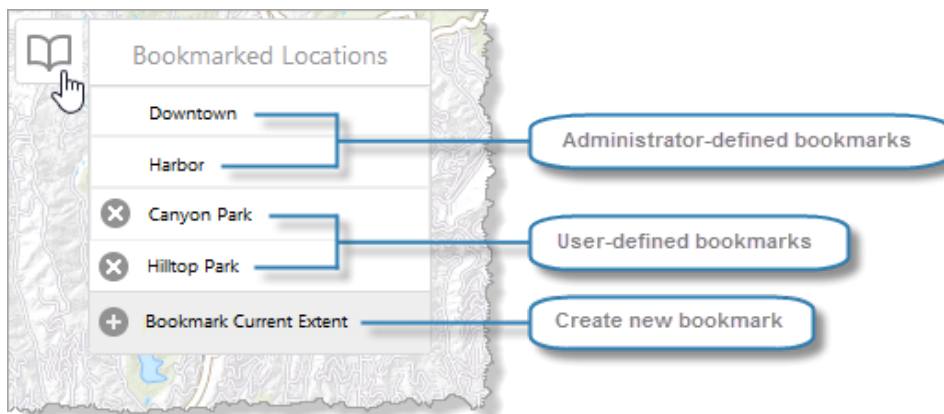 Bookmarked Locations
Downtown
Harbor
Administrator-defined bookmarks
Canyon Park
Hilltop Park
User-defined bookmarks
Bookmark Current Extent
Create new bookmark